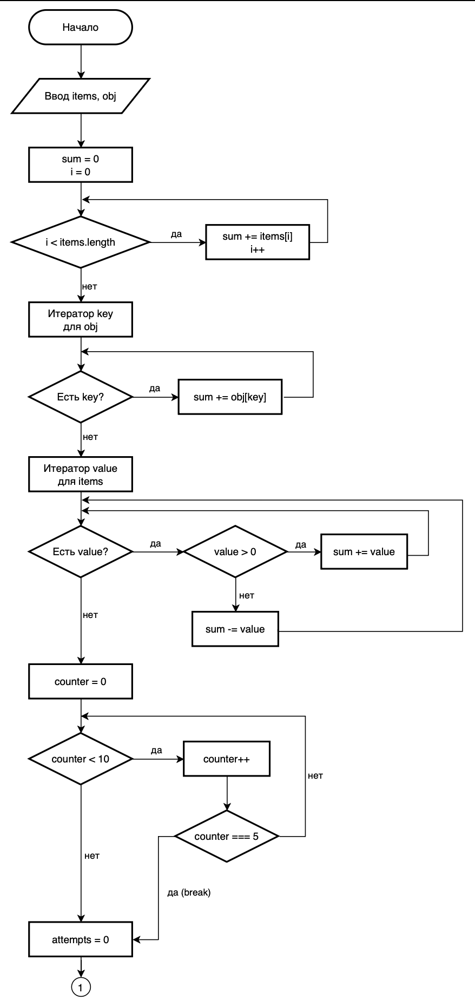 Начало
Ввод items, obj
sum = 0
i = 0
i < items.length
да
sum += items[i]
i++
нет
Итератор key
для obj
Есть key?
да
sum += obj[key]
нет
Итератор value
для items
Есть value?
да
value > 0
да
sum += value
нет
sum -= value
нет
counter = 0
counter < 10
да
counter++
нет
counter === 5
нет
да (break)
attempts = 0
1